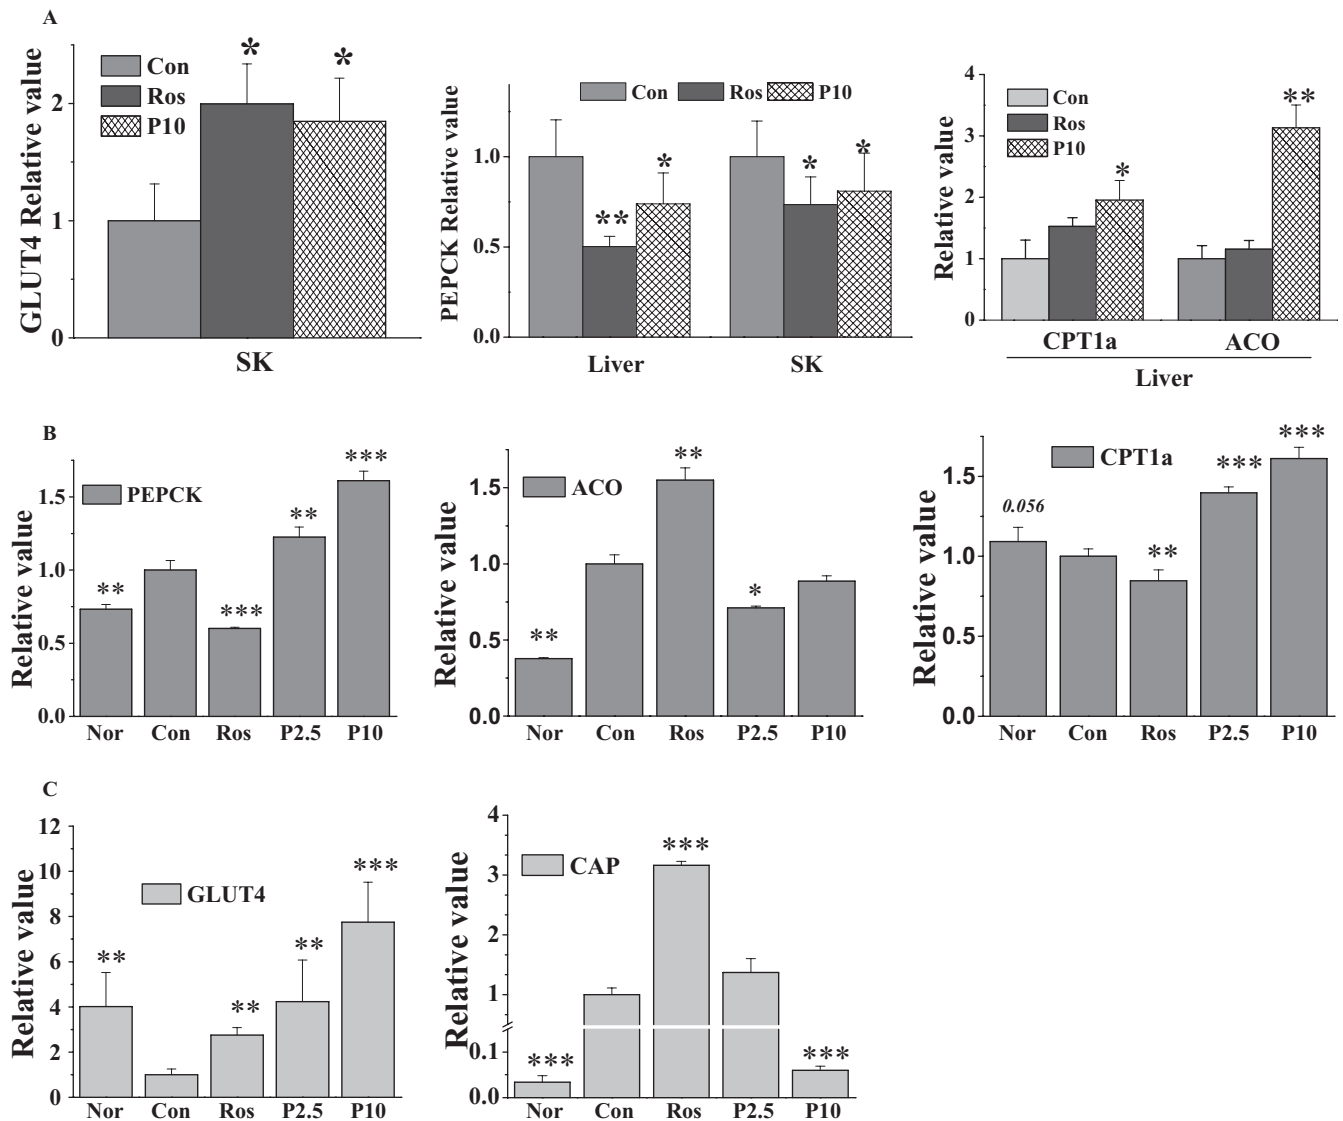 A
GLUT4 Relative value
2
1
0
Con
Ros
P10
*
*
SK
PEPCK Relative value
1.0
0.5
0.0
Con Ros P10
**
*
*
*
Liver SK
Relative value
4
3
2
1
0
Con
Ros
P10
*
**
CPT1a ACO
Liver
B
Relative value
1.5
1.0
0.5
0.0
PEPCK
**
***
**
***
Nor Con Ros P2.5 P10
Relative value
1.5
1.0
0.5
0.0
ACO
**
**
*
Nor Con Ros P2.5 P10
Relative value
1.5
1.0
0.5
0.0
CPT1a
0.056
**
***
***
Nor Con Ros P2.5 P10
C
Relative value
12
10
8
6
4
2
0
GLUT4
**
**
**
***
Nor Con Ros P2.5 P10
Relative value
4
3
2
1
0.1
0.0
CAP
***
***
***
Nor Con Ros P2.5 P10